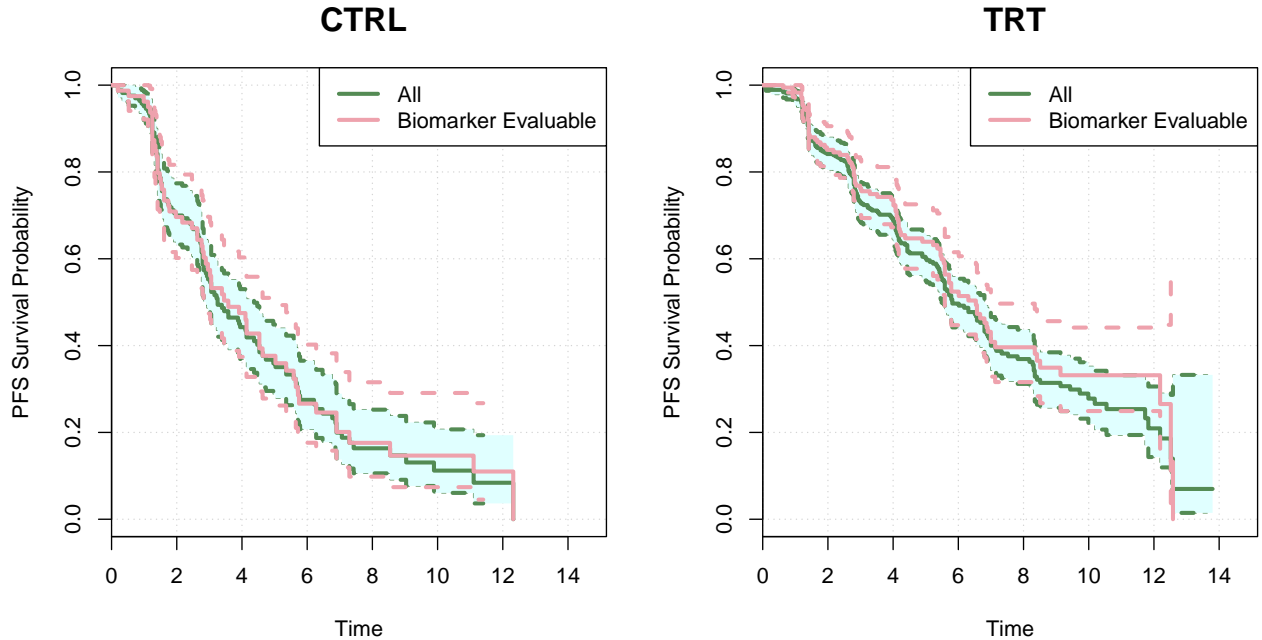 CTRL
All
Biomarker Evaluable
PFS Survival Probability
1.0
0.8
0.6
0.4
0.2
0.0
0 2 4 6 8 10 12 14
Time
TRT
All
Biomarker Evaluable
PFS Survival Probability
1.0
0.8
0.6
0.4
0.2
0.0
0 2 4 6 8 10 12 14
Time